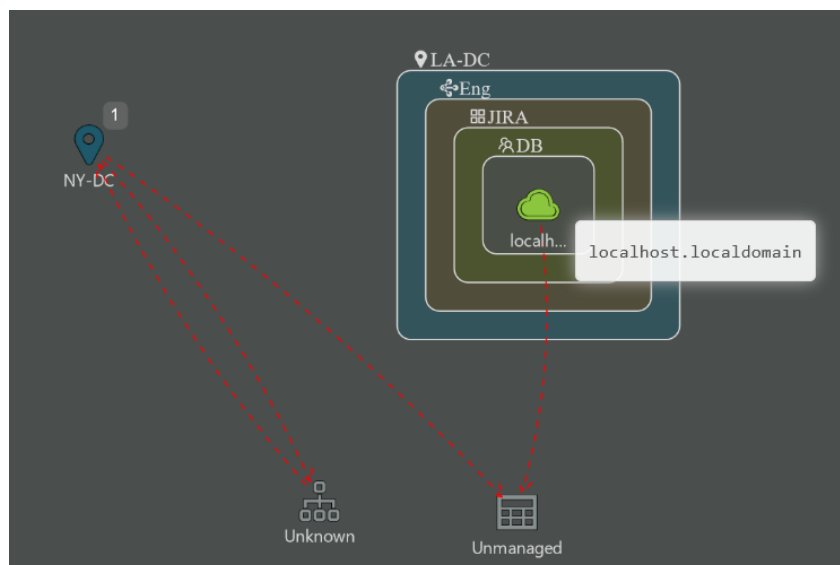 LA-DC
Eng
JIRA
DB
1
NY-DC
localh...
localhost.localdomain
Unknown
Unmanaged